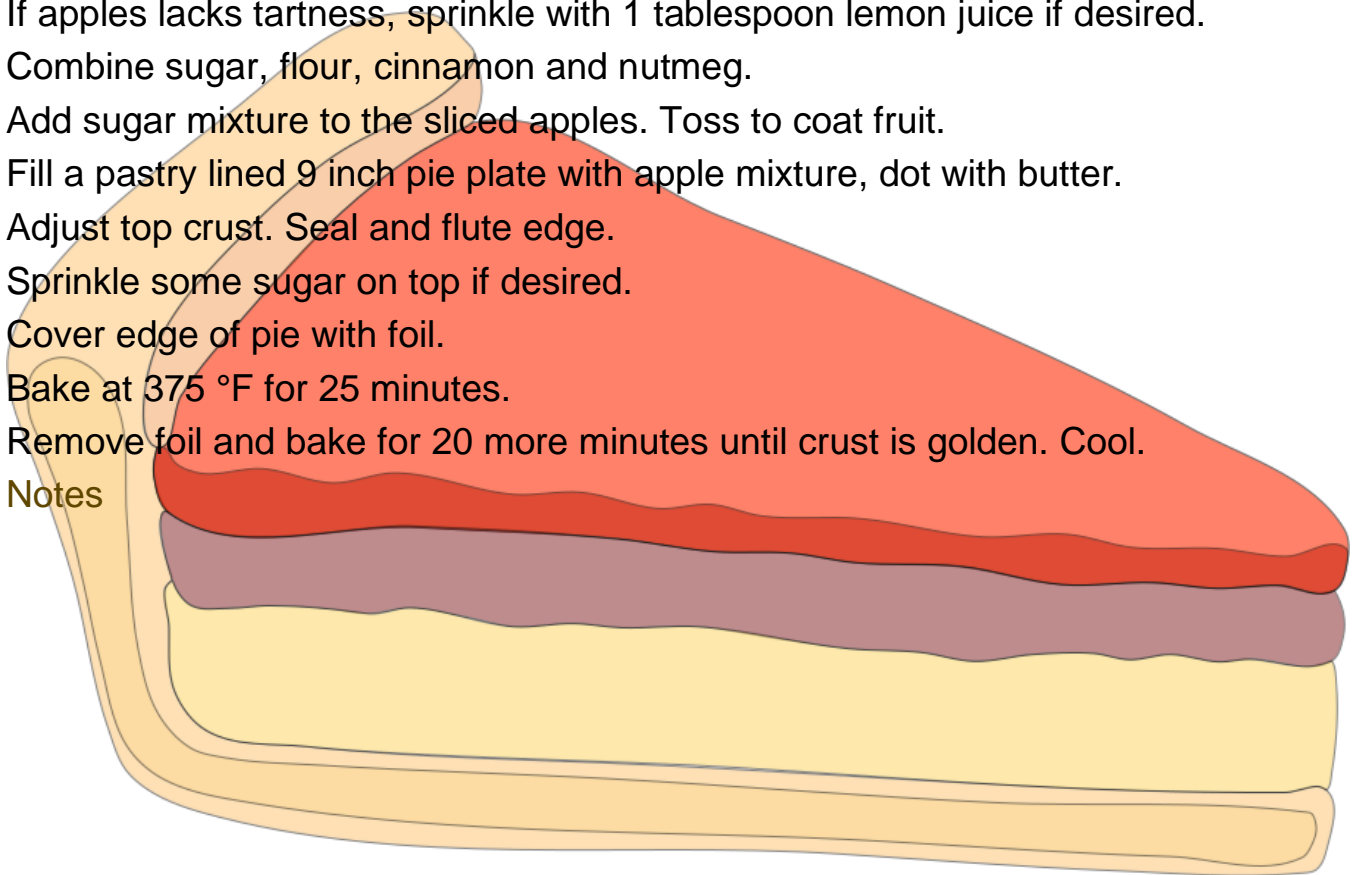 If apples lacks tartness, sprinkle with 1 tablespoon lemon juice if desired.
Combine sugar, flour, cinnamon and nutmeg.
Add sugar mixture to the sliced apples. Toss to coat fruit.
Fill a pastry lined 9 inch pie plate with apple mixture, dot with butter.
Adjust top crust. Seal and flute edge.
Sprinkle some sugar on top if desired.
Cover edge of pie with foil.
Bake at 375 °F for 25 minutes.
Remove foil and bake for 20 more minutes until crust is golden. Cool.
Notes